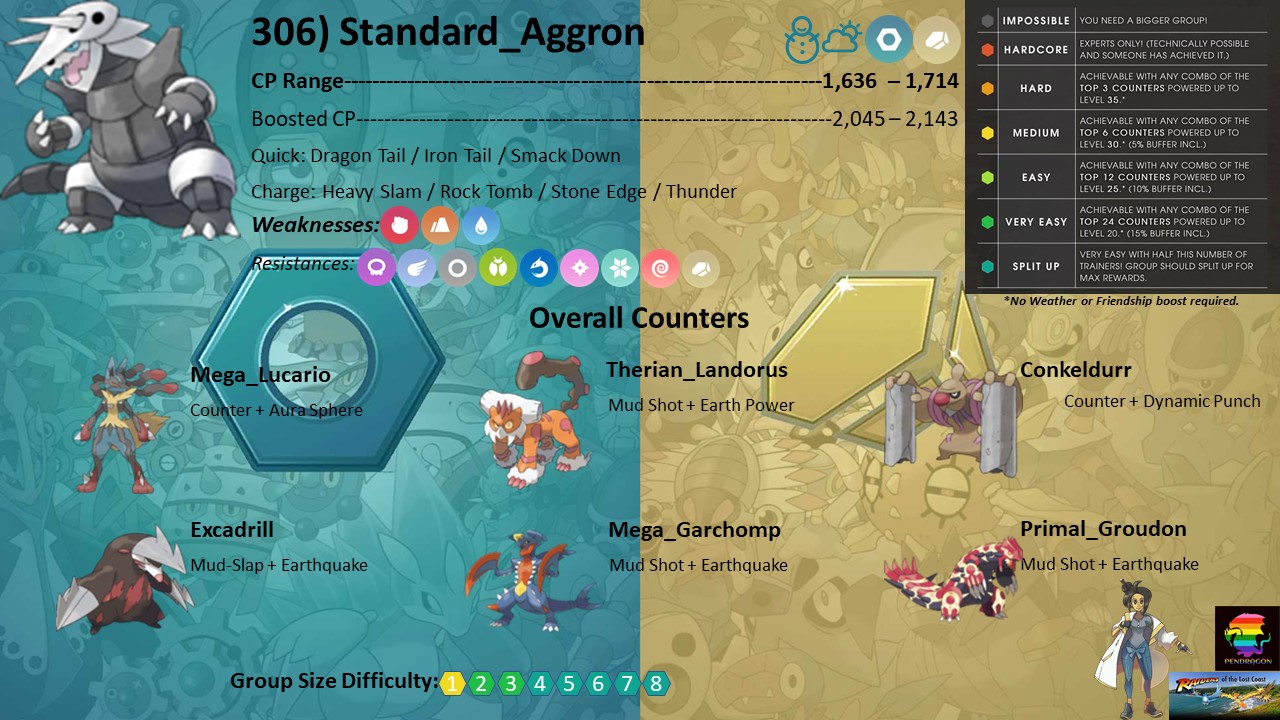 306) Standard_Aggron
CP Range--------------------------------------------------------------------1,636 – 1,714
Boosted CP--------------------------------------------------------------------2,045 – 2,143
Quick: Dragon Tail / Iron Tail / Smack Down
Charge: Heavy Slam / Rock Tomb / Stone Edge / Thunder
Weaknesses:
Resistances:
IMPOSSIBLE YOU NEED A BIGGER GROUP!
HARDCORE EXPERTS ONLY! (TECHNICALLY POSSIBLE
AND SOMEONE HAS ACHIEVED IT.)
HARD ACHIEVABLE WITH ANY COMBO OF THE
TOP 3 COUNTERS POWERED UP TO
LEVEL 35.*
MEDIUM ACHIEVABLE WITH ANY COMBO OF THE
TOP 6 COUNTERS POWERED UP TO
LEVEL 30.* (5% BUFFER INCL.)
EASY ACHIEVABLE WITH ANY COMBO OF THE
TOP 12 COUNTERS POWERED UP TO
LEVEL 25.* (10% BUFFER INCL.)
VERY EASY ACHIEVABLE WITH ANY COMBO OF THE
TOP 24 COUNTERS POWERED UP TO
LEVEL 20.* (15% BUFFER INCL.)
SPLIT UP VERY EASY WITH HALF THIS NUMBER OF
TRAINERS! GROUP SHOULD SPLIT UP FOR
MAX REWARDS.
*No Weather or Friendship boost required.
Overall Counters
Mega_Lucario
Counter + Aura Sphere
Therian_Landorus
Mud Shot + Earth Power
Conkeldurr
Counter + Dynamic Punch
Excadrill
Mud-Slap + Earthquake
Mega_Garchomp
Mud Shot + Earthquake
Primal_Groudon
Mud Shot + Earthquake
Group Size Difficulty: 1 2 3 4 5 6 7 8
PENDRAGON
RAIDERS of the Lost Coast